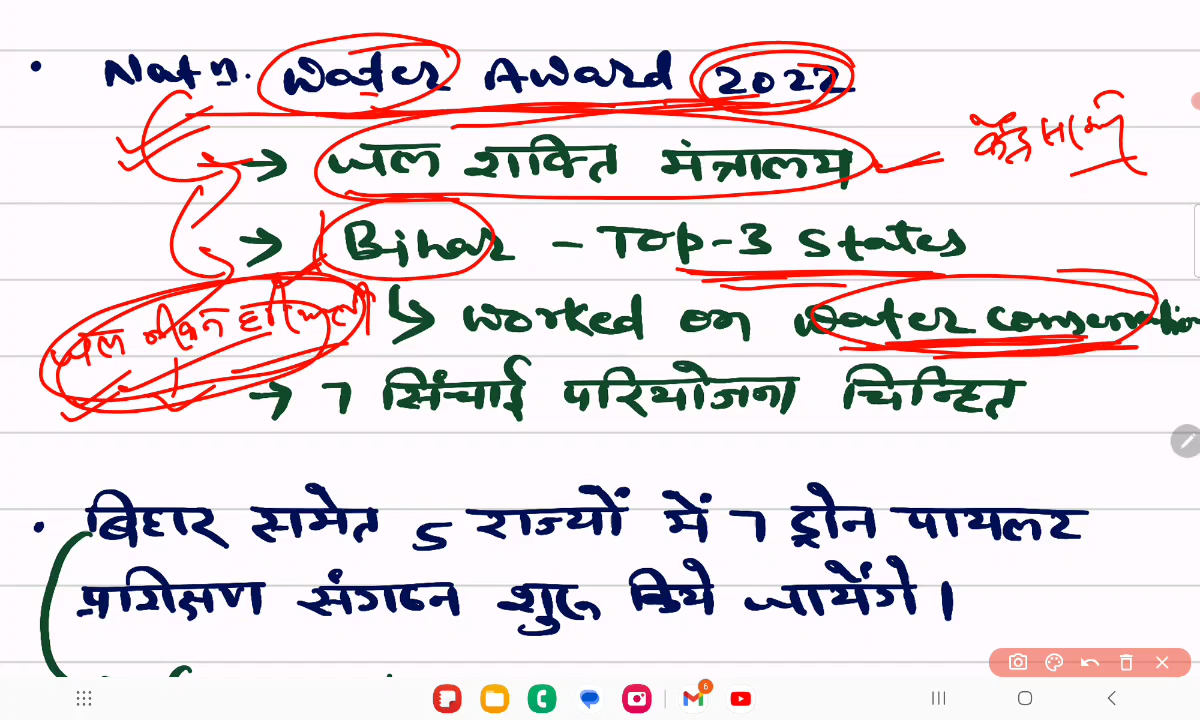 • Natn. Water Award 2022
→ जल शक्ति मंत्रालय
→ Bihar - Top-3 States
↳ worked on water conservation
जल जीवन हरियाली
→ 7 सिंचाई परियोजना चिन्हित
• बिहार समेत 5 राज्यों में 7 ड्रोन पायलट
प्रशिक्षण संगठन शुरू किये जायेंगे।
6